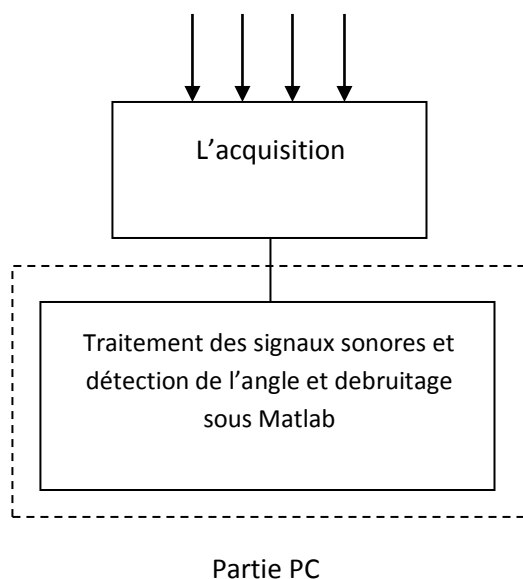 L’acquisition
Traitement des signaux sonores et
détection de l’angle et debruitage
sous Matlab
Partie PC